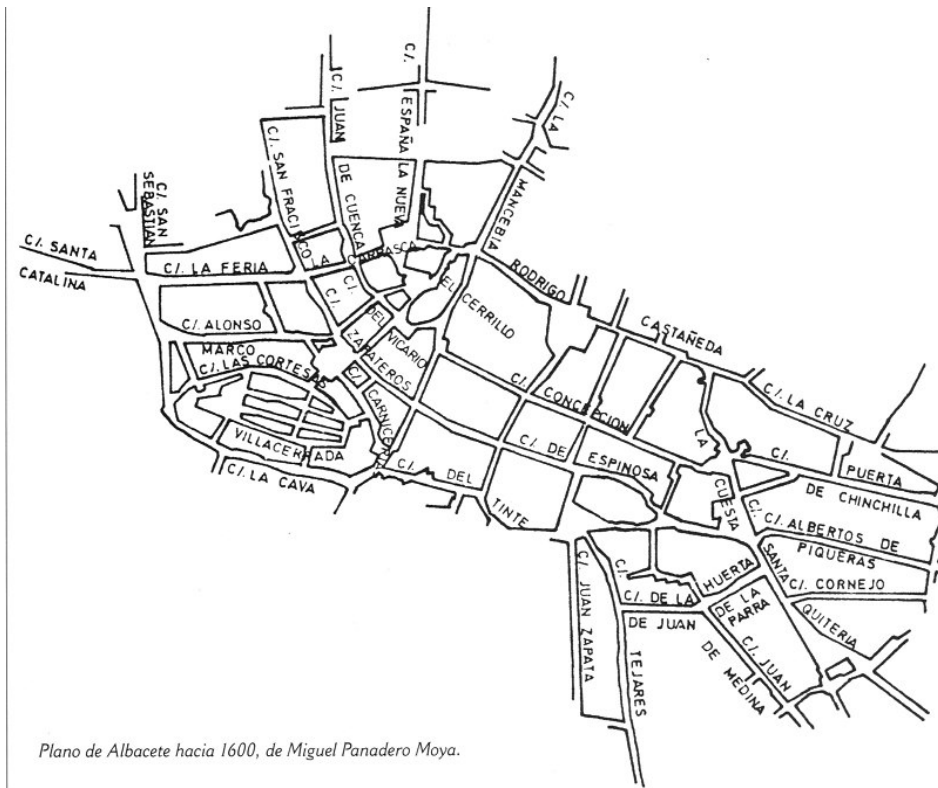 C/. JUAN
DE CUENCA
C/.
ESPAÑA LA NUEVA
C/. LA
MANCEBIA
C/. SAN FRACISCO
C/. SAN
SEBASTIAN
LA CARRASCA
C/. SANTA
CATALINA
C/. LA FERIA
C/. ALONSO
MARCO
C/. LAS CORTESAS
C/.
ZAPATEROS
C/.
DEL
VICARIO
EL CERRILLO
RODRIGO
CASTAÑEDA
C/. LA CRUZ
C/. CARNICERIA
VILLACERRADA
C/. LA CAVA
C/.
CONCEPCION
C/. DE
ESPINOSA
C/. DEL
TINTE
LA
CUESTA
C/.
PUERTA
DE CHINCHILLA
C/. ALBERTOS DE
PIQUERAS
C/.
SANTA
QUITERIA
C/. CORNEJO
C/. JUAN ZAPATA
C/.
TEJARES
C/. DE LA
HUERTA
DE JUAN
DE MEDINA
C/. JUAN
DE LA
PARRA
Plano de Albacete hacia 1600, de Miguel Panadero Moya.